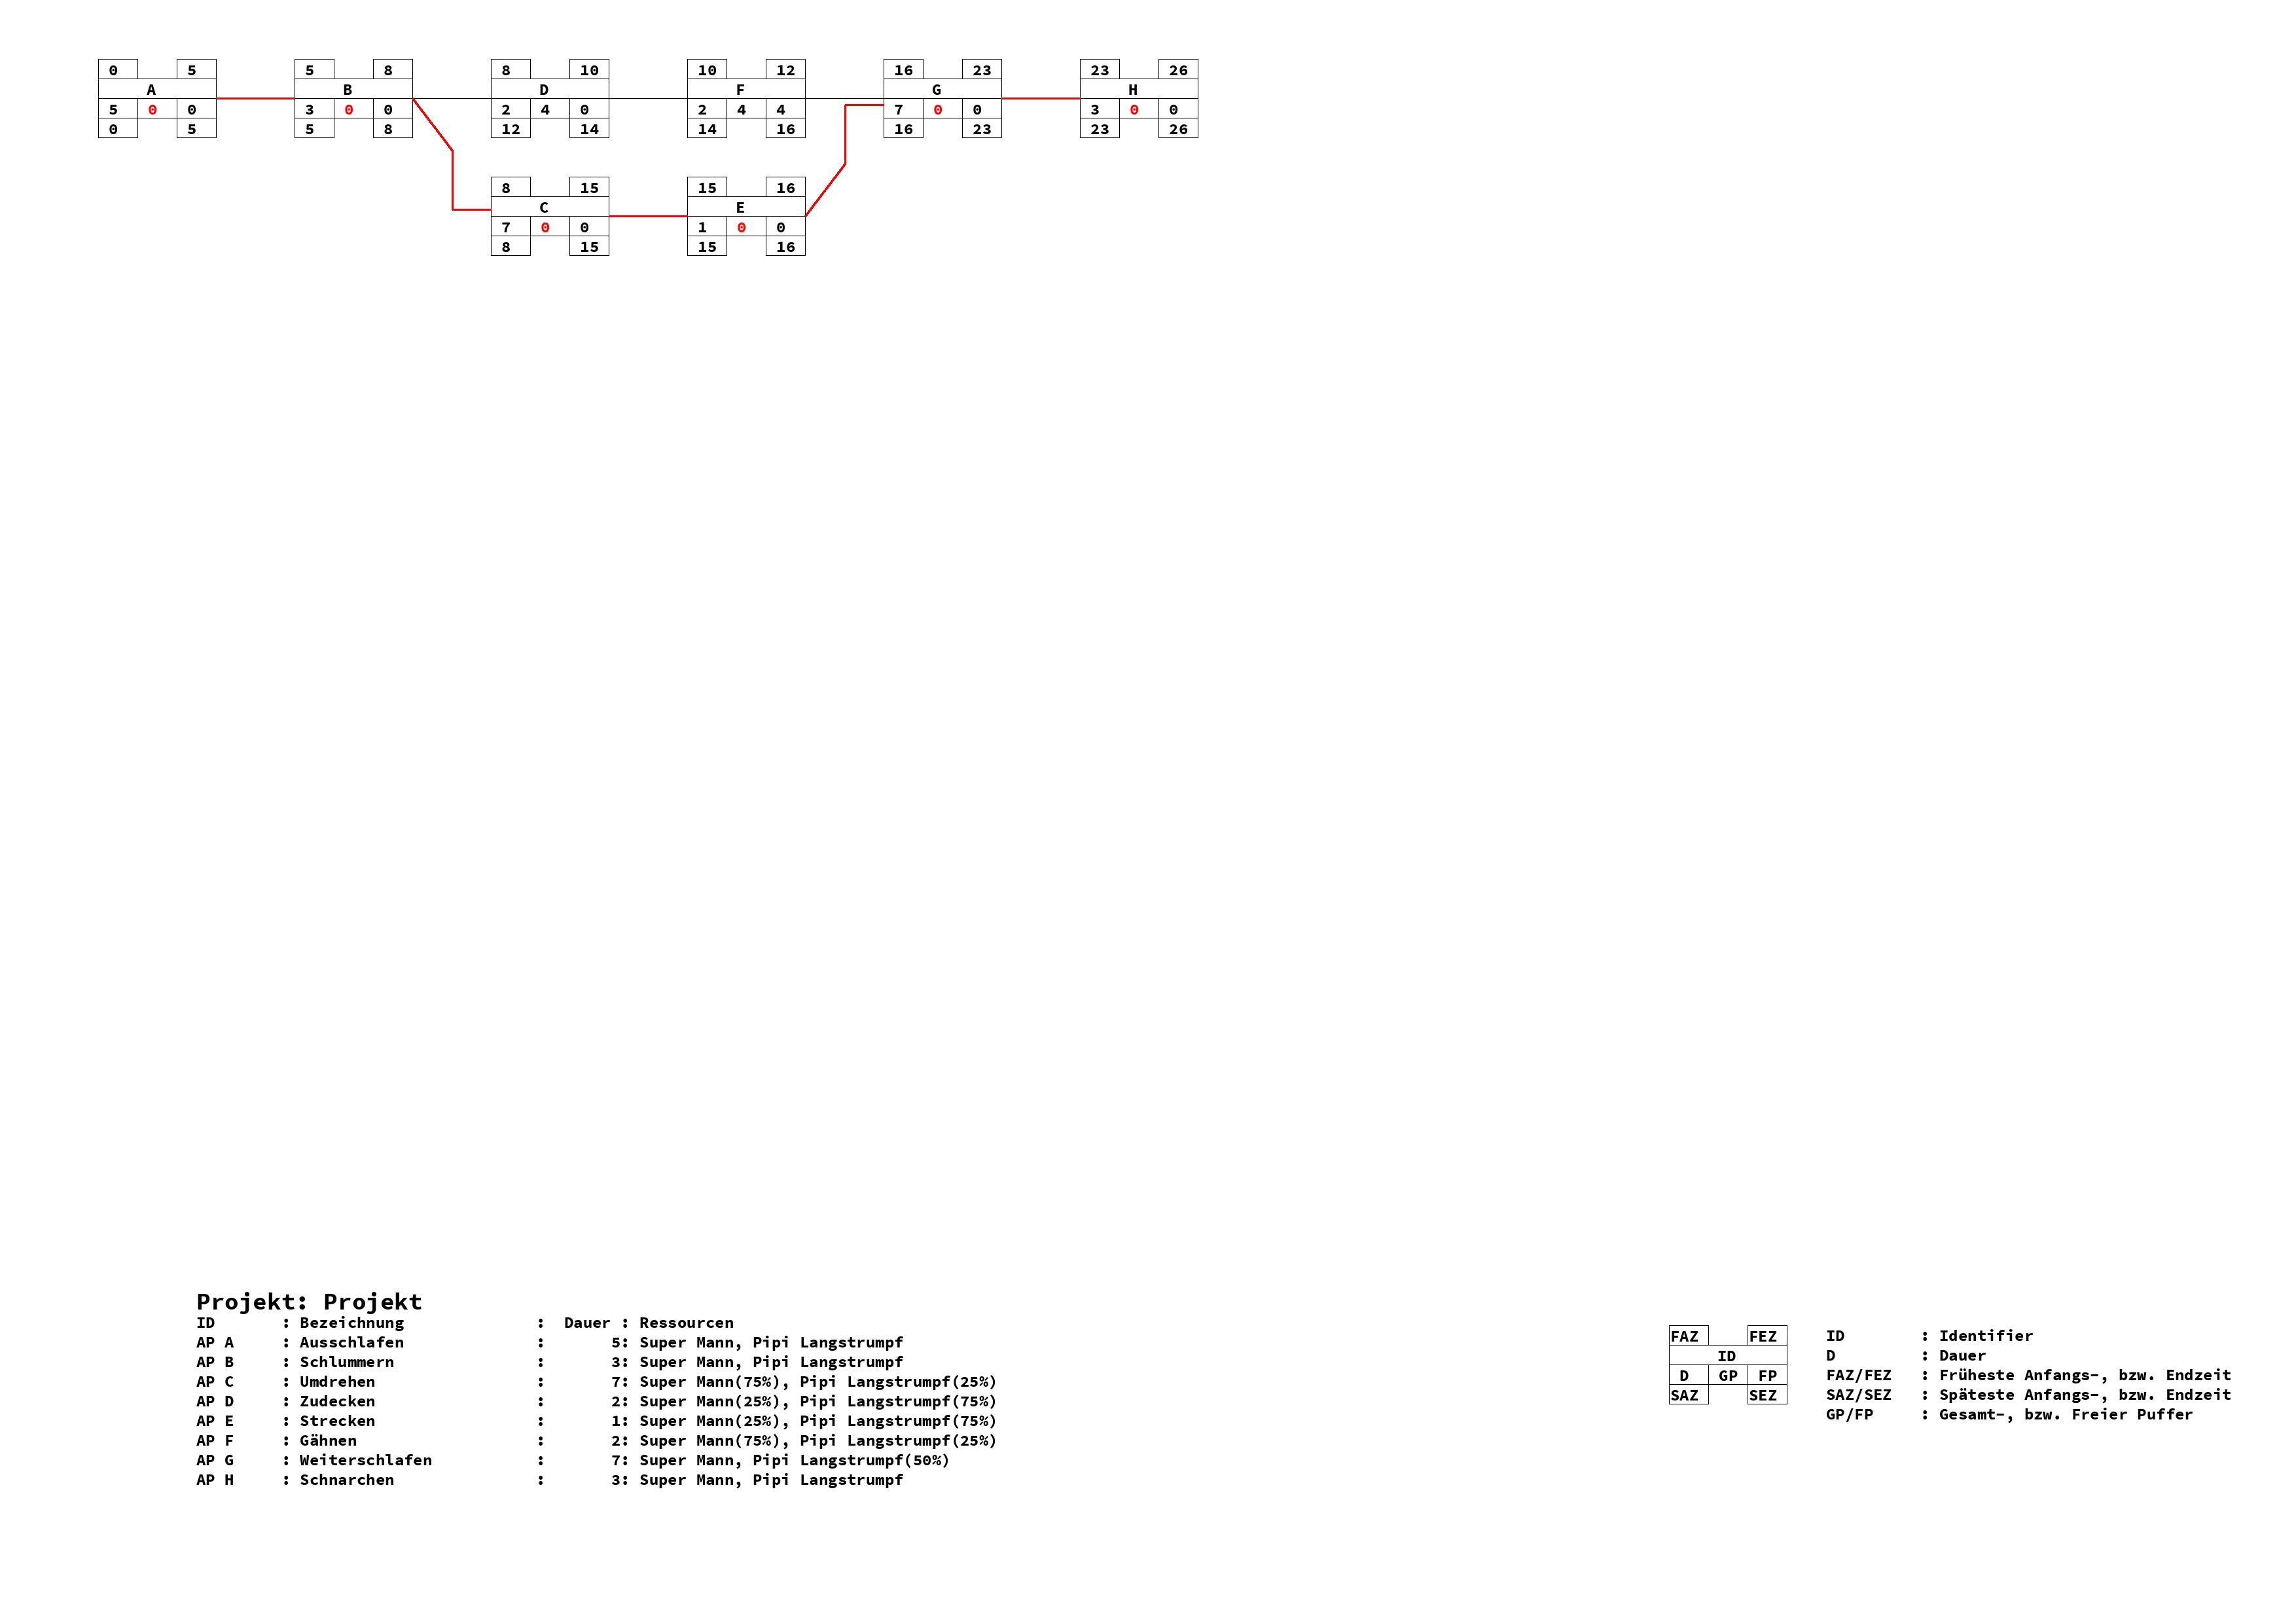 0 5 5 8 8 10 10 12 16 23 23 26
A B D F G H
5 0 0 3 0 0 2 4 0 2 4 4 7 0 0 3 0 0
0 5 5 8 12 14 14 16 16 23 23 26
8 15 15 16
C E
7 0 0 1 0 0
8 15 15 16
Projekt: Projekt
ID : Bezeichnung : Dauer : Ressourcen
AP A : Ausschlafen : 5: Super Mann, Pipi Langstrumpf
AP B : Schlummern : 3: Super Mann, Pipi Langstrumpf
AP C : Umdrehen : 7: Super Mann(75%), Pipi Langstrumpf(25%)
AP D : Zudecken : 2: Super Mann(25%), Pipi Langstrumpf(75%)
AP E : Strecken : 1: Super Mann(25%), Pipi Langstrumpf(75%)
AP F : Gähnen : 2: Super Mann(75%), Pipi Langstrumpf(25%)
AP G : Weiterschlafen : 7: Super Mann, Pipi Langstrumpf(50%)
AP H : Schnarchen : 3: Super Mann, Pipi Langstrumpf
FAZ FEZ
ID
D GP FP
SAZ SEZ
ID : Identifier
D : Dauer
FAZ/FEZ : Früheste Anfangs-, bzw. Endzeit
SAZ/SEZ : Späteste Anfangs-, bzw. Endzeit
GP/FP : Gesamt-, bzw. Freier Puffer